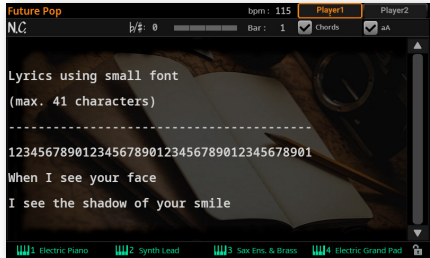 Future Pop bpm: 115 Player1 Player2
N.C. b/#: 0 Bar: 1 Chords aA
Lyrics using small font
(max. 41 characters)
-----------------------------------------
12345678901234567890123456789012345678901
When I see your face
I see the shadow of your smile
1 Electric Piano 2 Synth Lead 3 Sax Ens. & Brass 4 Electric Grand Pad